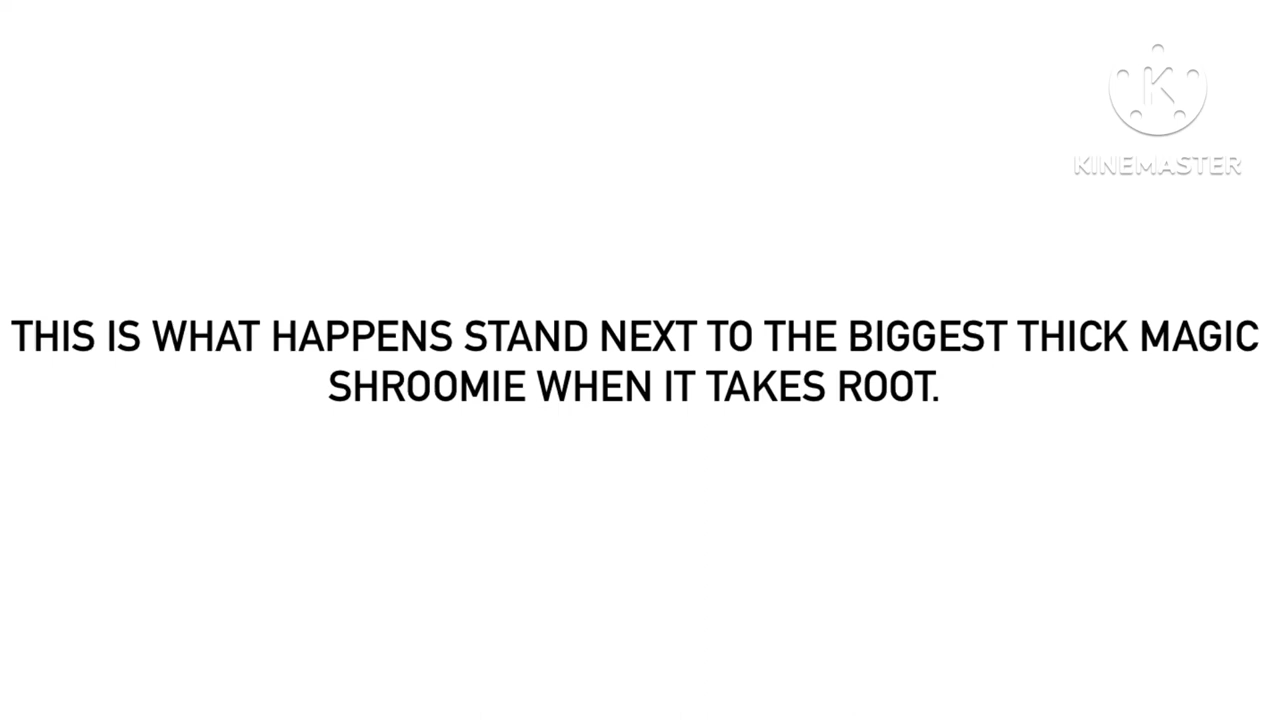 KINEMASTER
THIS IS WHAT HAPPENS STAND NEXT TO THE BIGGEST THICK MAGIC
SHROOMIE WHEN IT TAKES ROOT.